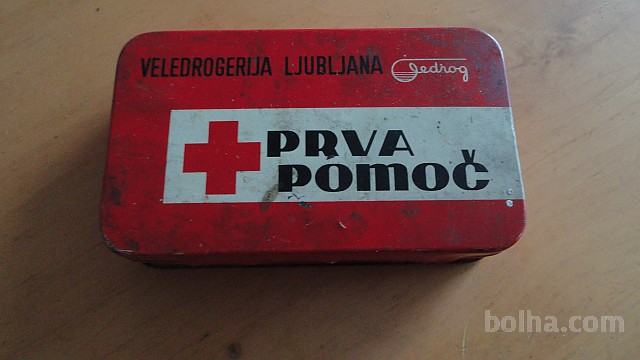 VELEDROGERIJA LJUBLJANA Jedrog
PRVA
POMOČ
bolha.com